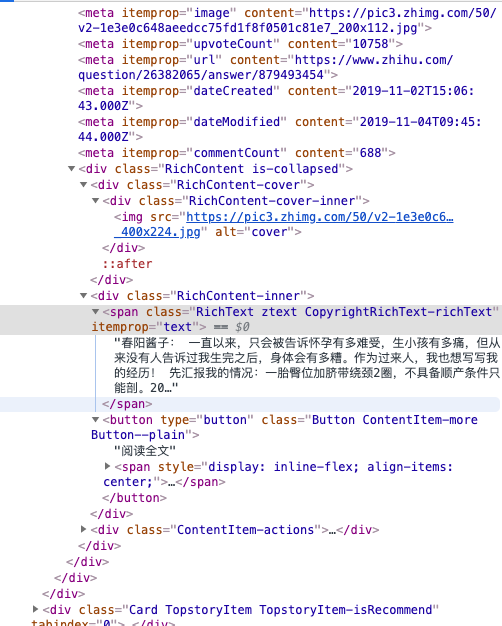 <meta itemprop="image" content="https://pic3.zhimg.com/50/
v2-1e3e0c648aeedcc75fd1f8f0501c81e7_200x112.jpg">
<meta itemprop="upvoteCount" content="10758">
<meta itemprop="url" content="https://www.zhihu.com/
question/26382065/answer/879493454">
<meta itemprop="dateCreated" content="2019-11-02T15:06:
43.000Z">
<meta itemprop="dateModified" content="2019-11-04T09:45:
44.000Z">
<meta itemprop="commentCount" content="688">
▼<div class="RichContent is-collapsed">
▼<div class="RichContent-cover">
▼<div class="RichContent-cover-inner">
<img src="https://pic3.zhimg.com/50/v2-1e3e0c6…
_400x224.jpg" alt="cover">
</div>
::after
</div>
▼<div class="RichContent-inner">
▼<span class="RichText ztext CopyrightRichText-richText"
itemprop="text"> == $0
"春阳酱子： 一直以来，只会被告诉怀孕有多难受，生小孩有多痛，但从
来没有人告诉过我生完之后，身体会有多糟。作为过来人，我也想写写我
的经历！ 先汇报我的情况：一胎臀位加脐带绕颈2圈，不具备顺产条件只
能剖。20…"
</span>
▼<button type="button" class="Button ContentItem-more
Button--plain">
"阅读全文"
▶<span style="display: inline-flex; align-items:
center;">…</span>
</button>
</div>
▶<div class="ContentItem-actions">…</div>
</div>
</div>
</div>
</div>
▶<div class="Card TopstoryItem TopstoryItem-isRecommend"
tabindex="0">…</div>